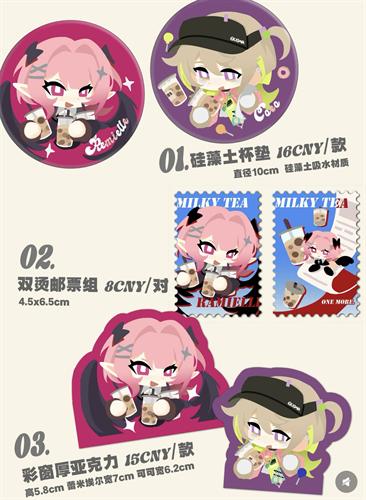 Remielle
Coco
01.硅藻土杯垫 16CNY/款
直径10cm 硅藻土吸水材质
MILKY TEA
MILKY TEA
02.
双烫邮票组 8CNY/对
4.5x6.5cm
RAMIELLE
ONE MORE
03.
彩窗厚亚克力 15CNY/款
高5.8cm 蕾米埃尔宽7cm 可可宽6.2cm